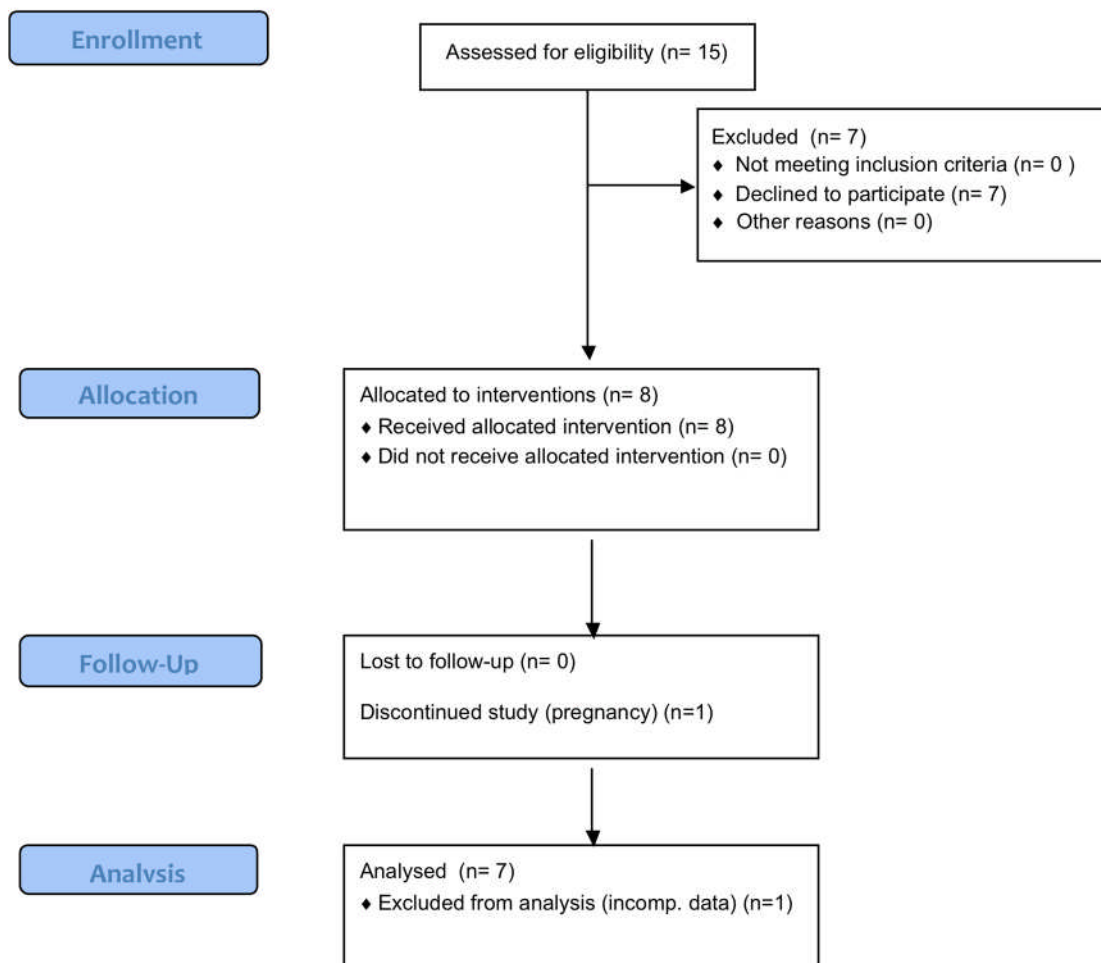 Enrollment
Assessed for eligibility (n= 15)
Excluded (n= 7)
♦ Not meeting inclusion criteria (n= 0 )
♦ Declined to participate (n= 7)
♦ Other reasons (n= 0)
Allocation
Allocated to interventions (n= 8)
♦ Received allocated intervention (n= 8)
♦ Did not receive allocated intervention (n= 0)
Follow-Up
Lost to follow-up (n= 0)
Discontinued study (pregnancy) (n=1)
Analysis
Analysed (n= 7)
♦ Excluded from analysis (incomp. data) (n=1)